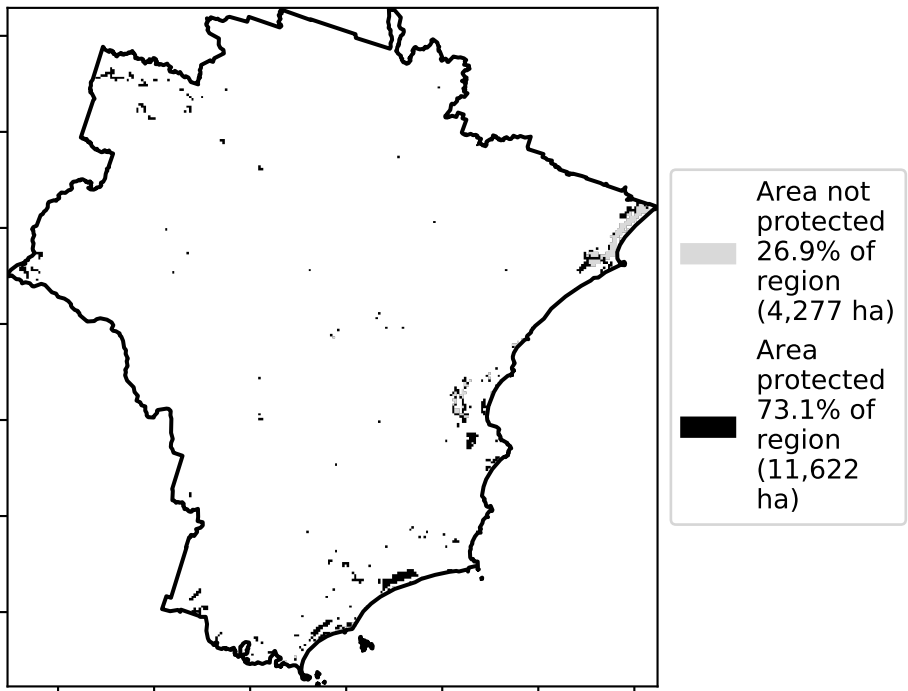 Area not
protected
26.9% of
region
(4,277 ha)
Area
protected
73.1% of
region
(11,622
ha)